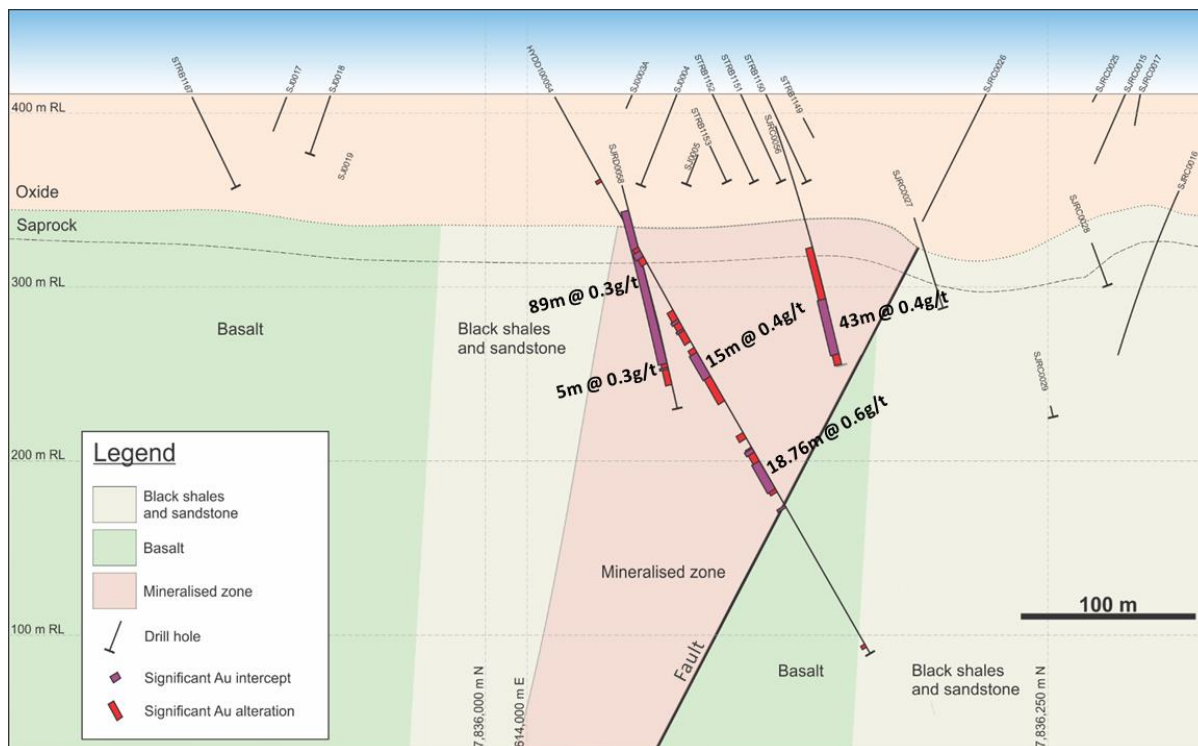 STRB1167
SJ0017
SJ0018
HYDD100054
SJ0003A
SJ0004
STRB1152
STRB1151
STRB1150
STRB1149
SJRC0026
SJRC0025
SJRC0015
SJRC0017
400 m RL
SJ0019
SJRD0058
SJ0005
STRB1153
SJRC0056
SJRC0027
SJRC0028
SJRC0016
Oxide
Saprock
300 m RL
89m @ 0.3g/t
43m @ 0.4g/t
15m @ 0.4g/t
Basalt
Black shales
and sandstone
5m @ 0.3g/t
SJRC0029
18.76m @ 0.6g/t
200 m RL
Legend
Black shales
and sandstone
Basalt
Mineralised zone
Drill hole
Significant Au intercept
Significant Au alteration
Mineralised zone
100 m
100 m RL
Fault
Basalt
Black shales
and sandstone
7,836,000 m N
614,000 m E
7,836,250 m N